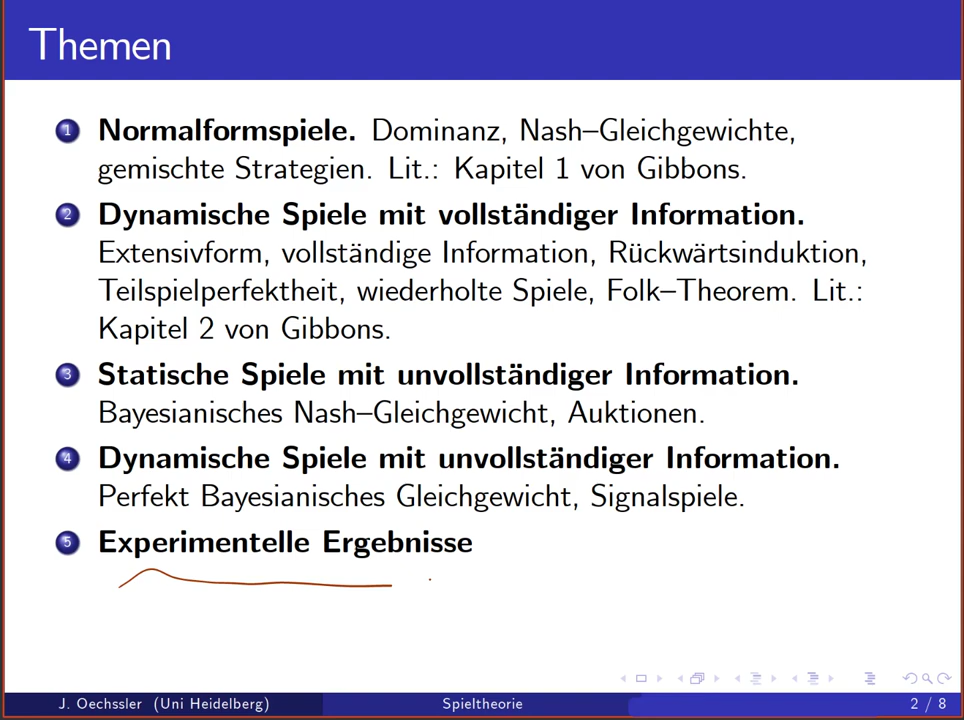 Themen
1 Normalformspiele. Dominanz, Nash–Gleichgewichte,
gemischte Strategien. Lit.: Kapitel 1 von Gibbons.
2 Dynamische Spiele mit vollständiger Information.
Extensivform, vollständige Information, Rückwärtsinduktion,
Teilspielperfektheit, wiederholte Spiele, Folk–Theorem. Lit.:
Kapitel 2 von Gibbons.
3 Statische Spiele mit unvollständiger Information.
Bayesianisches Nash–Gleichgewicht, Auktionen.
4 Dynamische Spiele mit unvollständiger Information.
Perfekt Bayesianisches Gleichgewicht, Signalspiele.
5 Experimentelle Ergebnisse
J. Oechssler (Uni Heidelberg) Spieltheorie 2 / 8